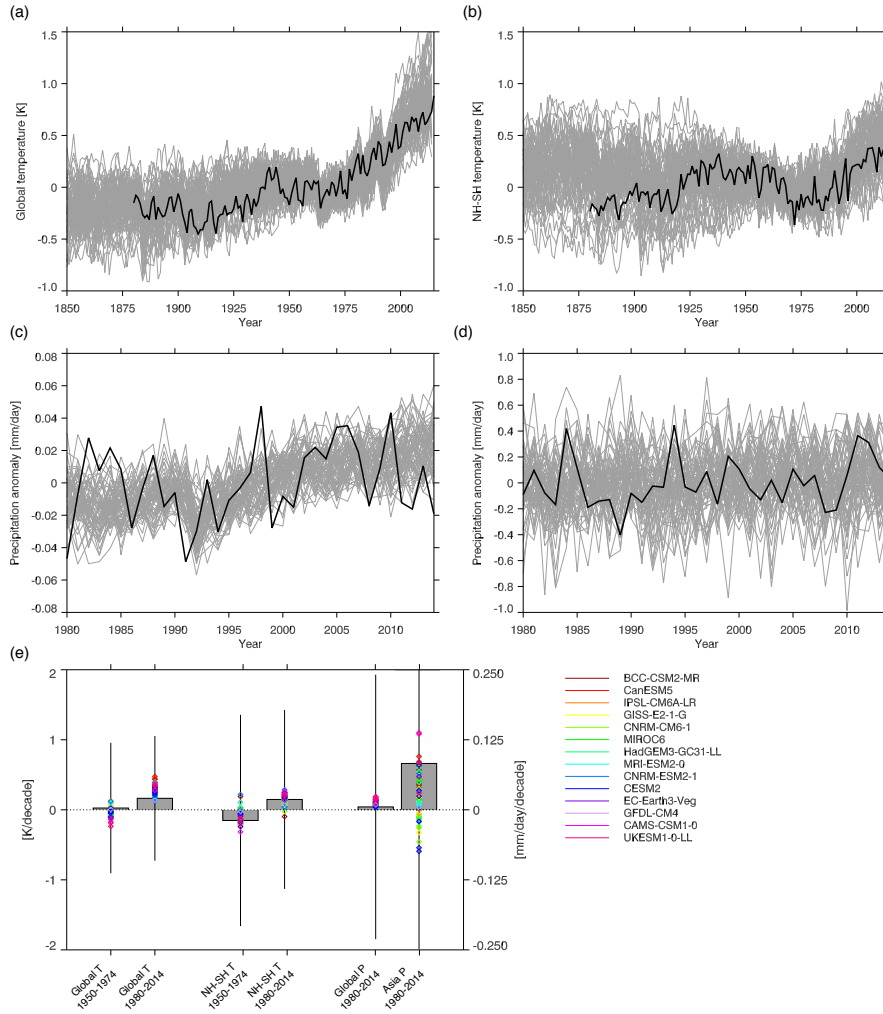 (a)
1.5
1.0
0.5
0
-0.5
-1.0
Global temperature [K]
1850
1875
1900
1925
1950
1975
2000
Year
(b)
1.5
1.0
0.5
0
-0.5
-1.0
NH-SH temperature [K]
1850
1875
1900
1925
1950
1975
2000
Year
(c)
0.08
0.06
0.04
0.02
0
-0.02
-0.04
-0.06
-0.08
Precipitation anomaly [mm/day]
1980
1985
1990
1995
2000
2005
2010
Year
(d)
1.0
0.8
0.6
0.4
0.2
0
-0.2
-0.4
-0.6
-0.8
-1.0
Precipitation anomaly [mm/day]
1980
1985
1990
1995
2000
2005
2010
Year
(e)
2
1
0
-1
-2
[K/decade]
0.250
0.125
0
-0.125
-0.250
[mm/day/decade]
Global T
1950-1974
Global T
1980-2014
NH-SH T
1950-1974
NH-SH T
1980-2014
Global P
1980-2014
Asia P
1980-2014
BCC-CSM2-MR
CanESM5
IPSL-CM6A-LR
GISS-E2-1-G
CNRM-CM6-1
MIROC6
HadGEM3-GC31-LL
MRI-ESM2-0
CNRM-ESM2-1
CESM2
EC-Earth3-Veg
GFDL-CM4
CAMS-CSM1-0
UKESM1-0-LL